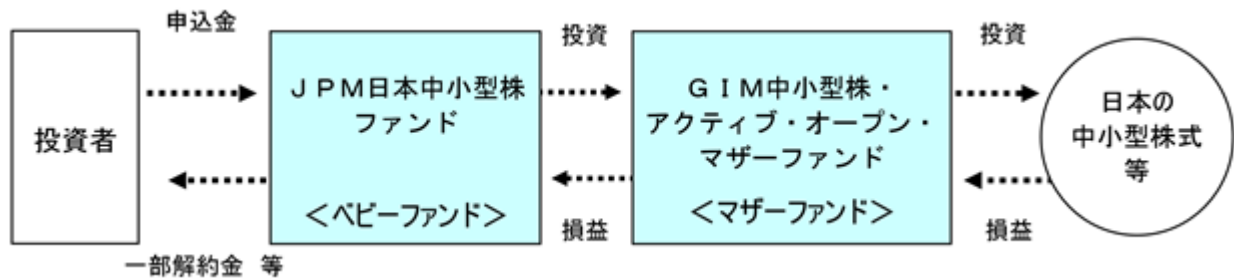 申込金
投資者
一部解約金 等
ＪＰＭ日本中小型株
ファンド
＜ベビーファンド＞
投資
損益
ＧＩＭ中小型株・
アクティブ・オープン・
マザーファンド
＜マザーファンド＞
投資
損益
日本の
中小型株式
等